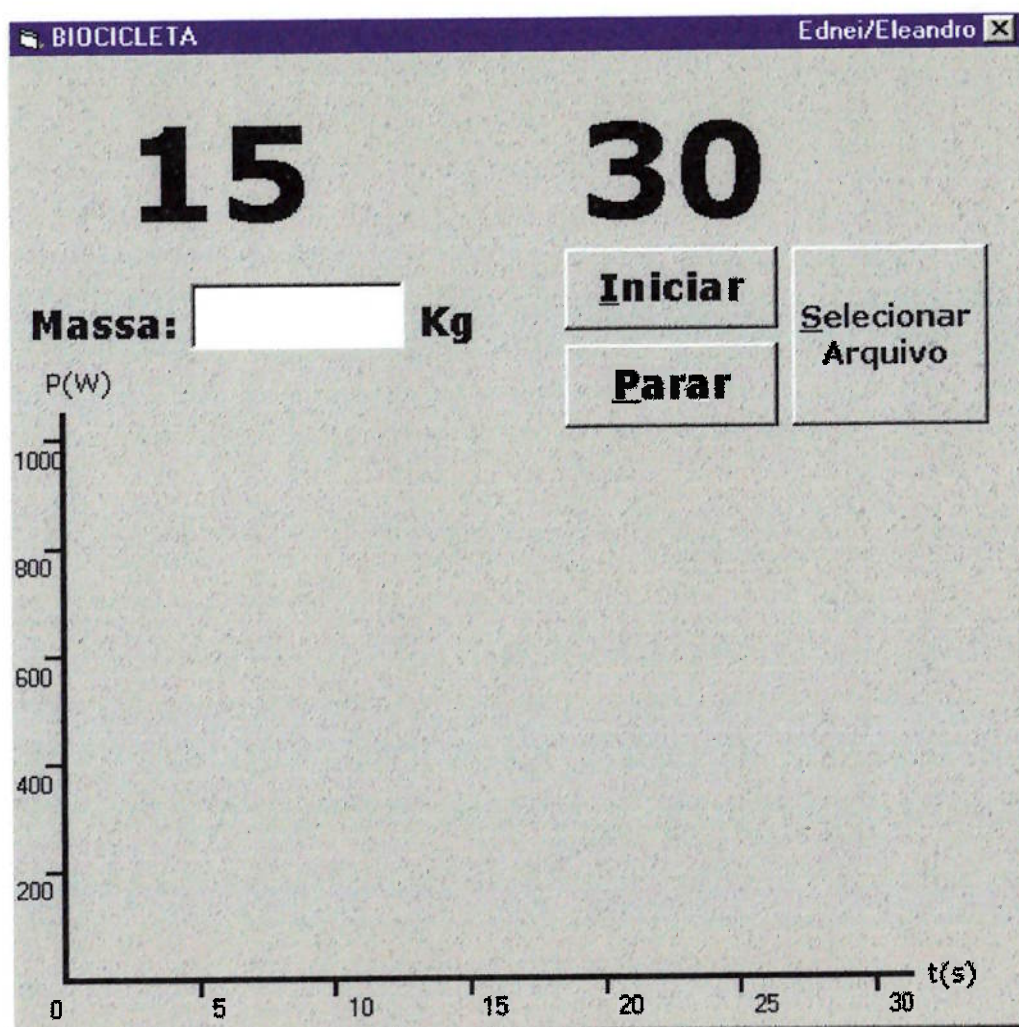 BIOCICLETA Ednei/Eleandro
15 30
Massa: Kg
Iniciar
Parar
Selecionar
Arquivo
P(W)
1000
800
600
400
200
0 5 10 15 20 25 30 t(s)